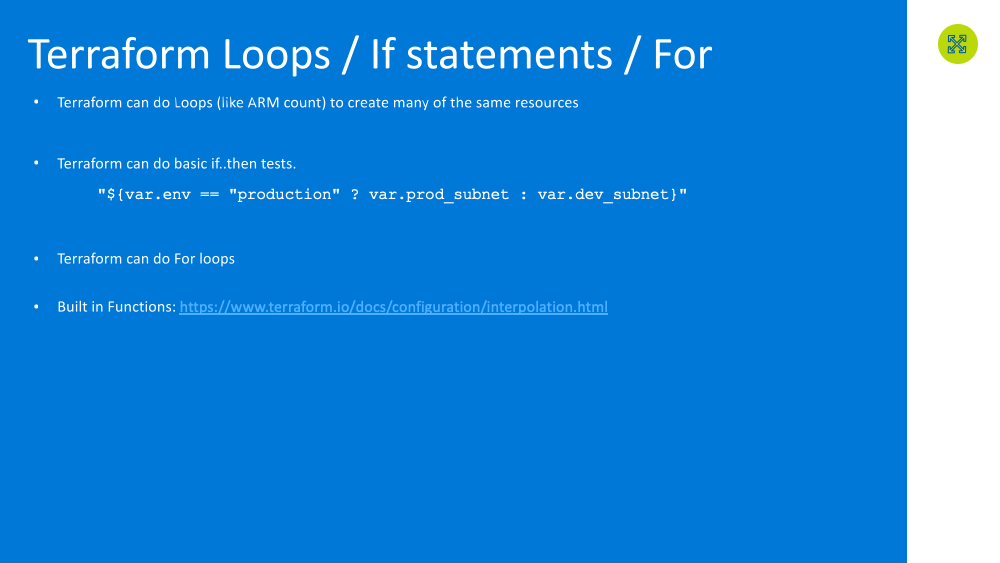 Terraform Loops / If statements / For
• Terraform can do Loops (like ARM count) to create many of the same resources
• Terraform can do basic if..then tests.
"${var.env == "production" ? var.prod_subnet : var.dev_subnet}"
• Terraform can do For loops
• Built in Functions: https://www.terraform.io/docs/configuration/interpolation.html